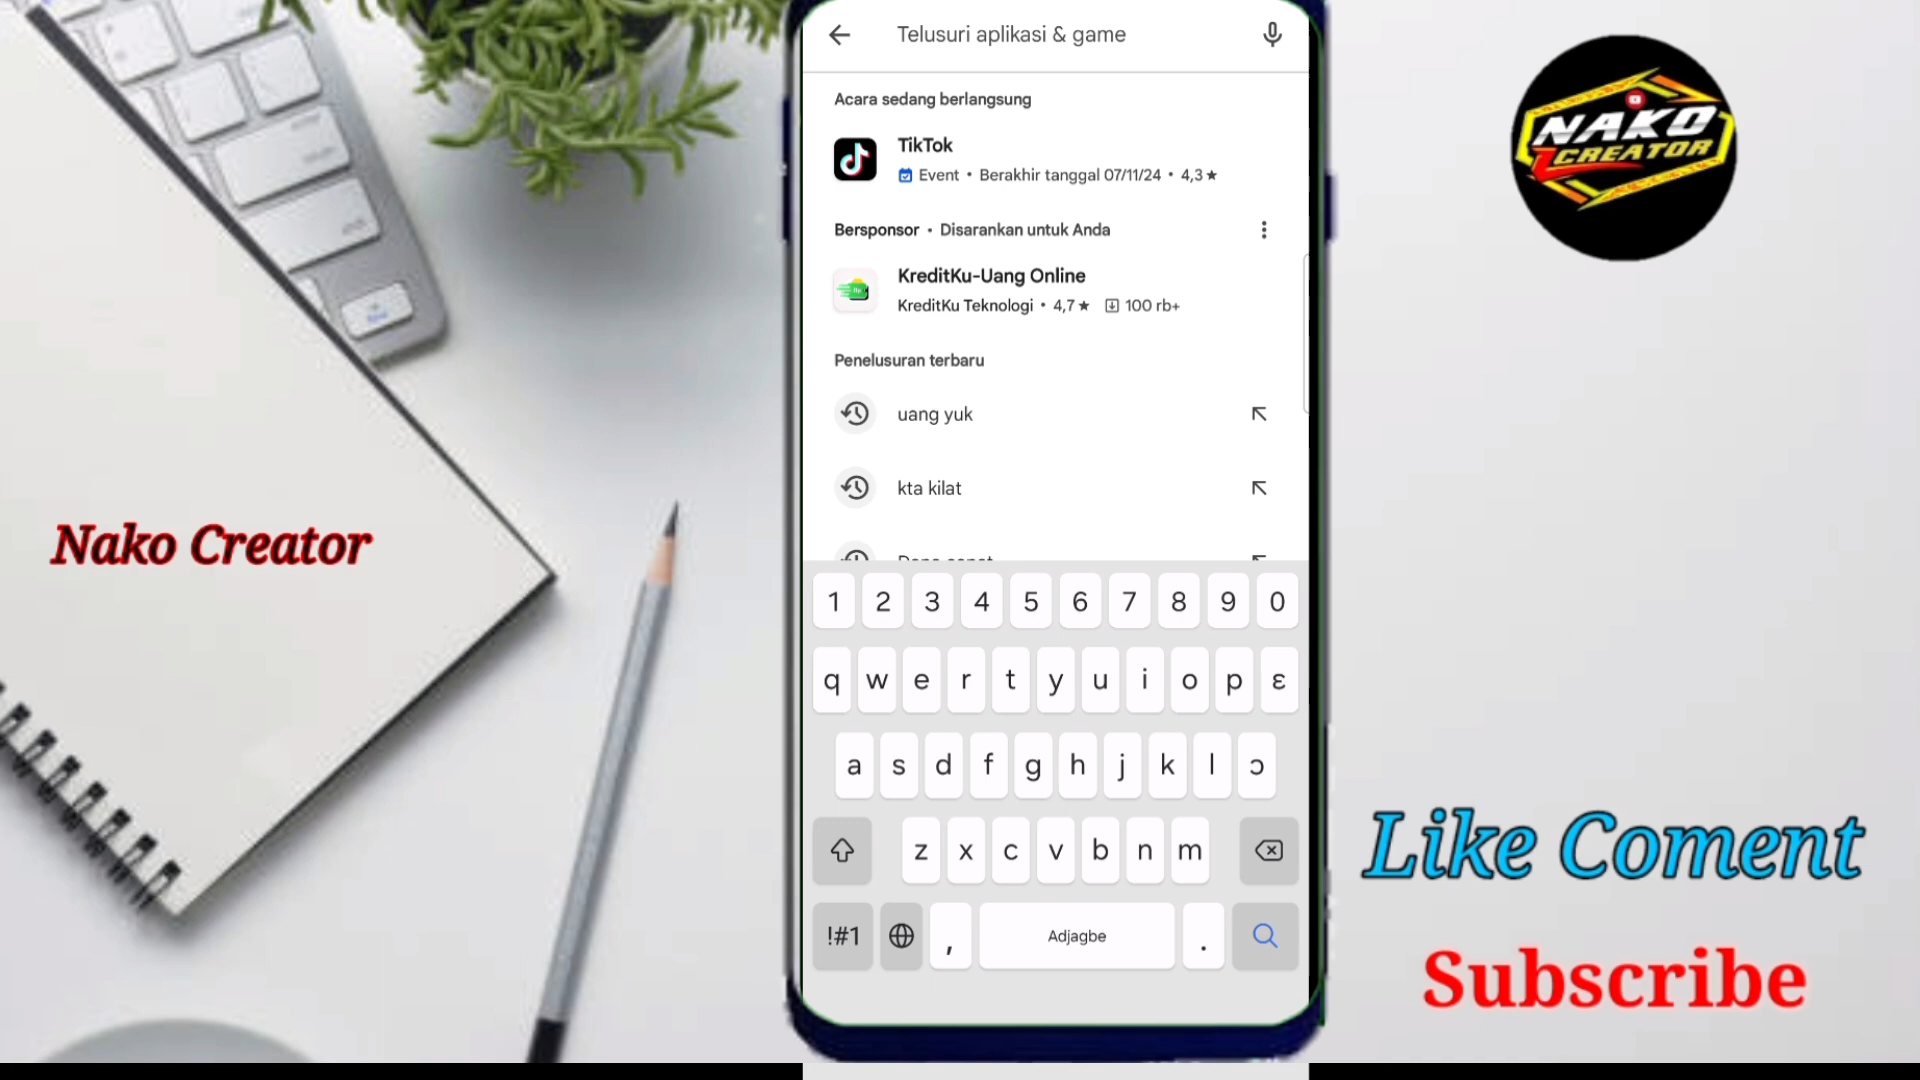 Telusuri aplikasi & game
Acara sedang berlangsung
TikTok
Event • Berakhir tanggal 07/11/24 • 4,3★
Bersponsor • Disarankan untuk Anda
KreditKu-Uang Online
KreditKu Teknologi • 4,7★ 100 rb+
Penelusuran terbaru
uang yuk
kta kilat
1 2 3 4 5 6 7 8 9 0
q w e r t y u i o p ɛ
a s d f g h j k l ɔ
z x c v b n m
!#1 , Adjagbe .
Nako Creator
NAKO
CREATOR
Like Coment
Subscribe